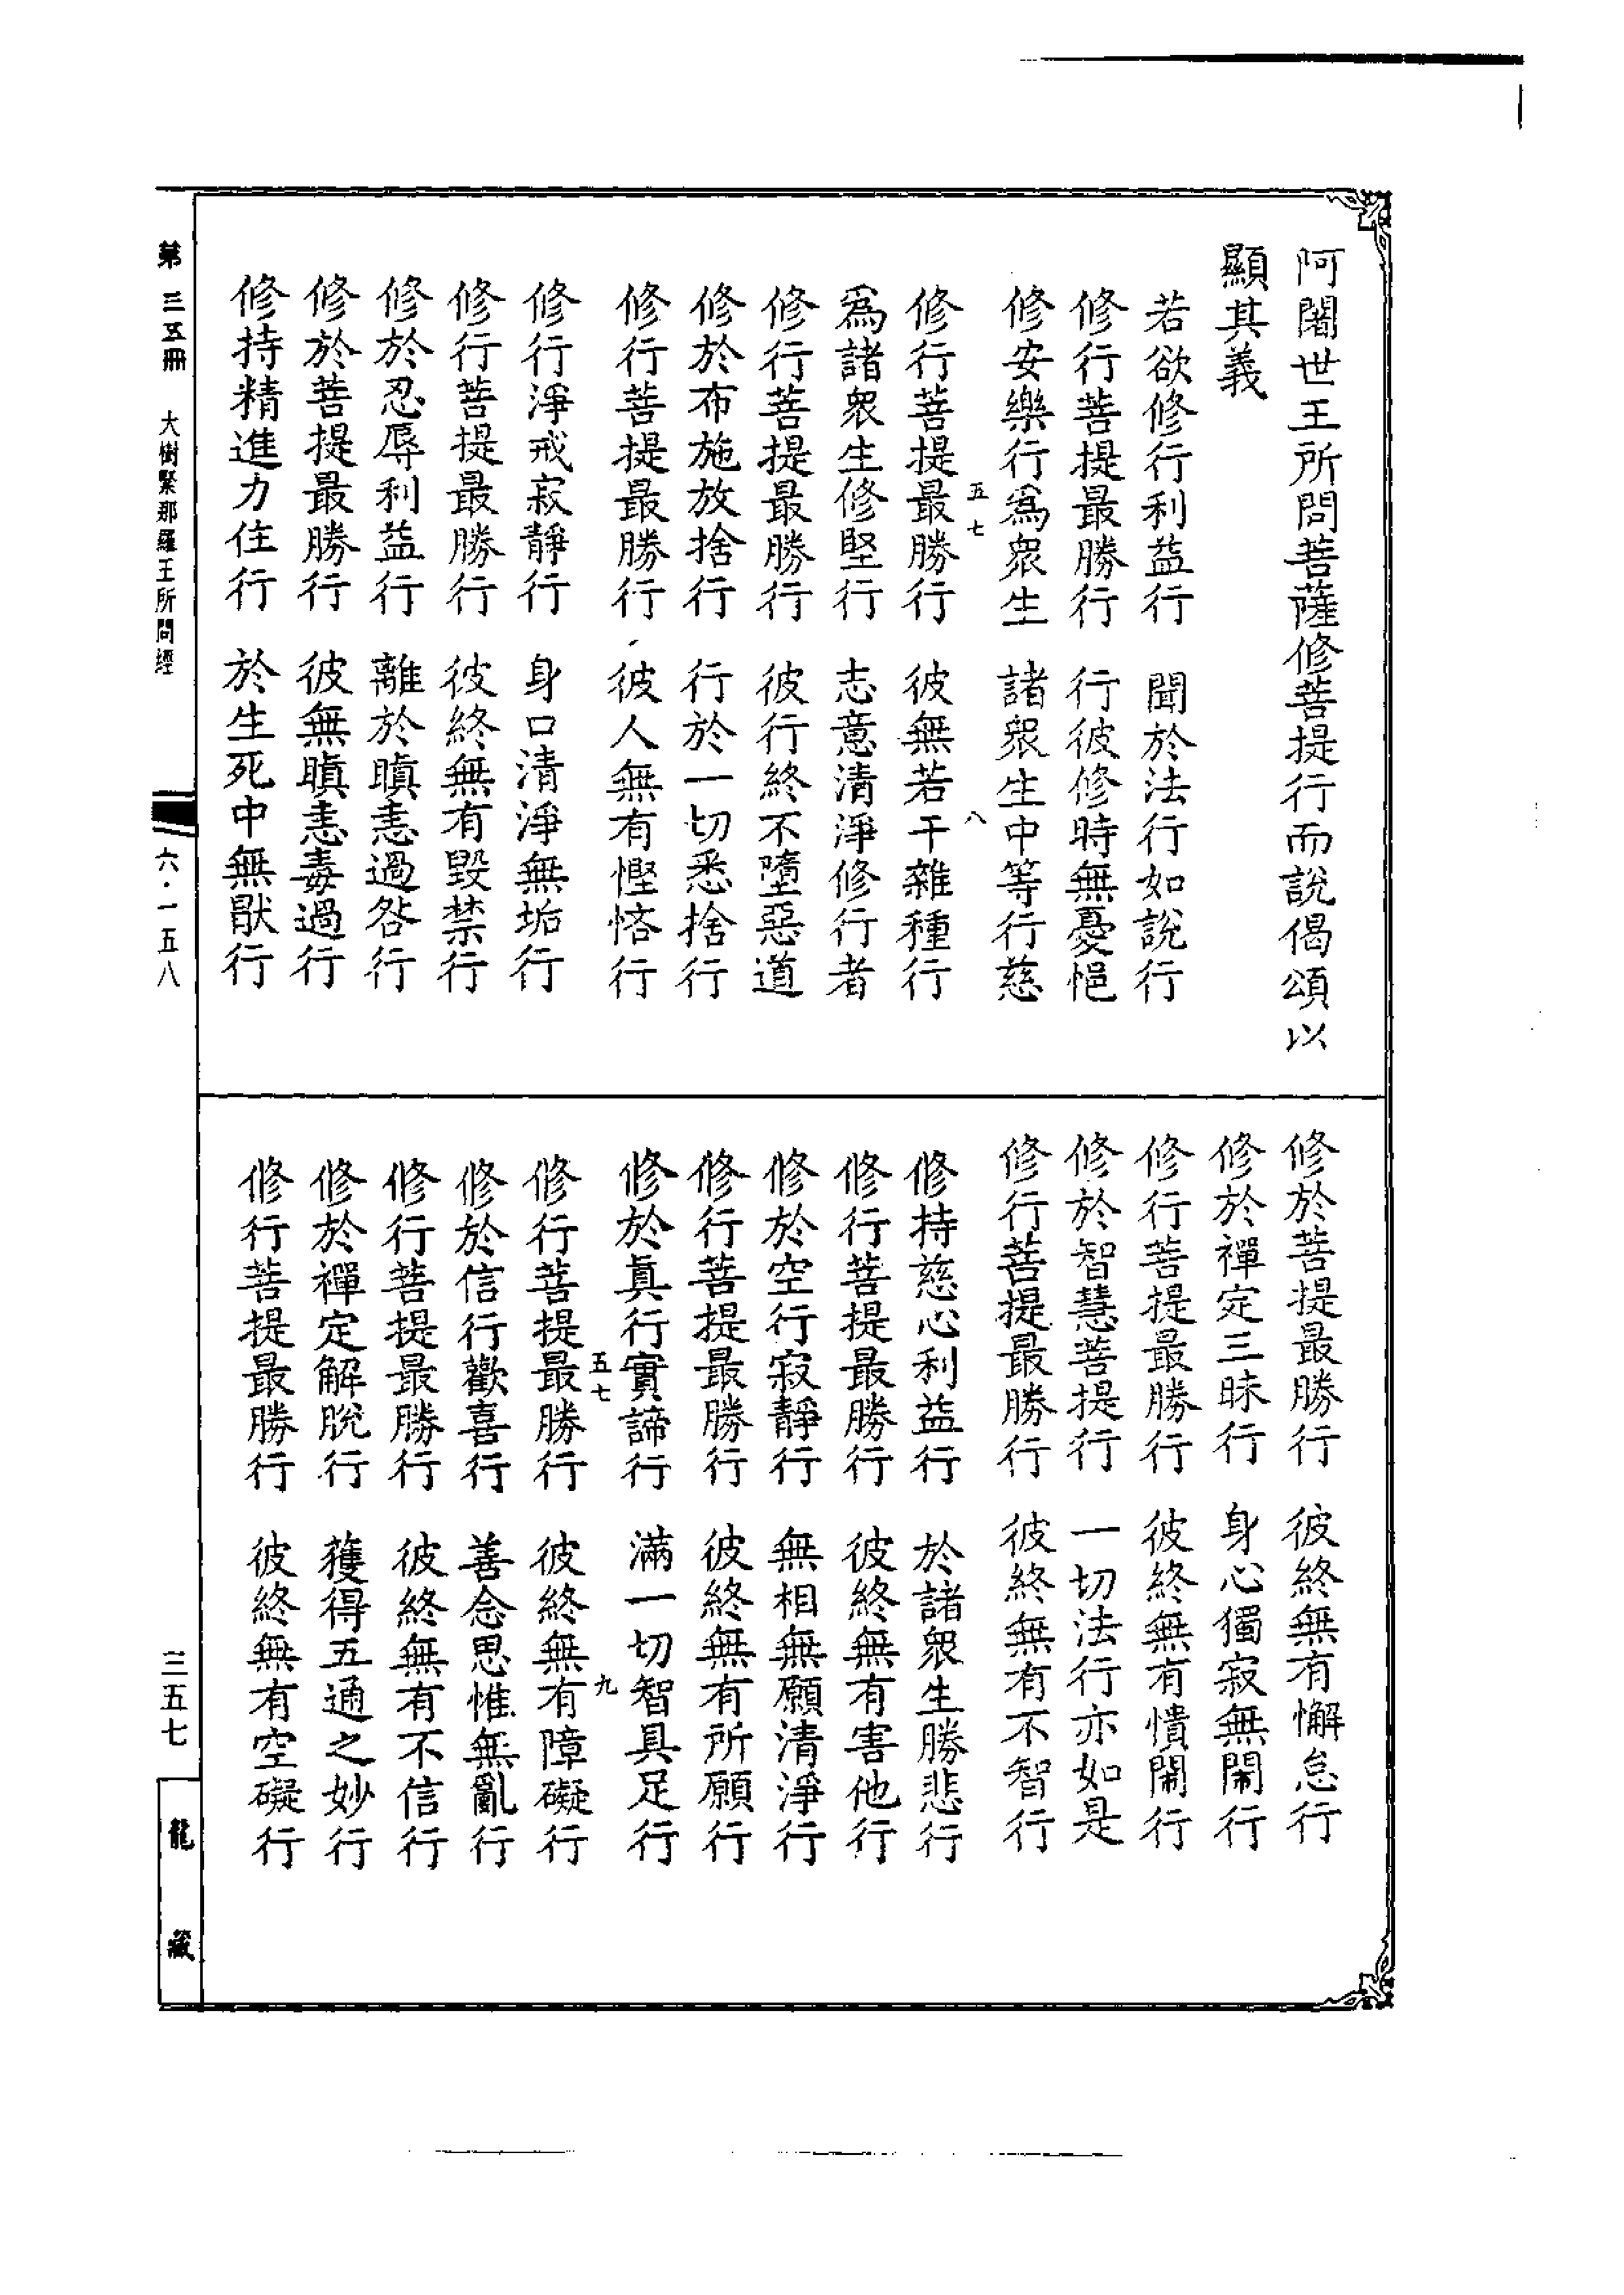 阿闍世王所問菩薩修菩提行而說偈頌以
顯其義
若欲修行利益行　聞於法行如說行
修行菩提最勝行　行彼修時無憂悒
修安樂行爲衆生　諸衆生中等行慈
五七　八
修行菩提最勝行　彼無若干雜種行
爲諸衆生修堅行　志意清淨修行者
修行菩提最勝行　彼行終不墮惡道
修於布施放捨行　行於一切悉捨行
修行菩提最勝行　彼人無有慳悋行
修行淨戒寂靜行　身口清淨無垢行
修行菩提最勝行　彼終無有毀禁行
修於忍辱利益行　離於瞋恚過咎行
修於菩提最勝行　彼無瞋恚毒過行
修持精進力住行　於生死中無猒行
修於菩提最勝行　彼終無有懈怠行
修於禪定三昧行　身心獨寂無鬧行
修行菩提最勝行　彼終無有憒鬧行
修於智慧菩提行　一切法行亦如是
修行菩提最勝行　彼終無有不智行
修持慈心利益行　於諸衆生勝悲行
修行菩提最勝行　彼終無有害他行
修於空行寂靜行　無相無願清淨行
修行菩提最勝行　彼終無有所願行
修於眞行實諦行　滿一切智具足行
五七　九
修行菩提最勝行　彼終無有障礙行
修於信行歡喜行　善念思惟無亂行
修行菩提最勝行　彼終無有不信行
修於禪定解脫行　獲得五通之妙行
修行菩提最勝行　彼終無有空礙行
第三五冊　大樹緊那羅王所問經
六·一五八
三五七
龍藏